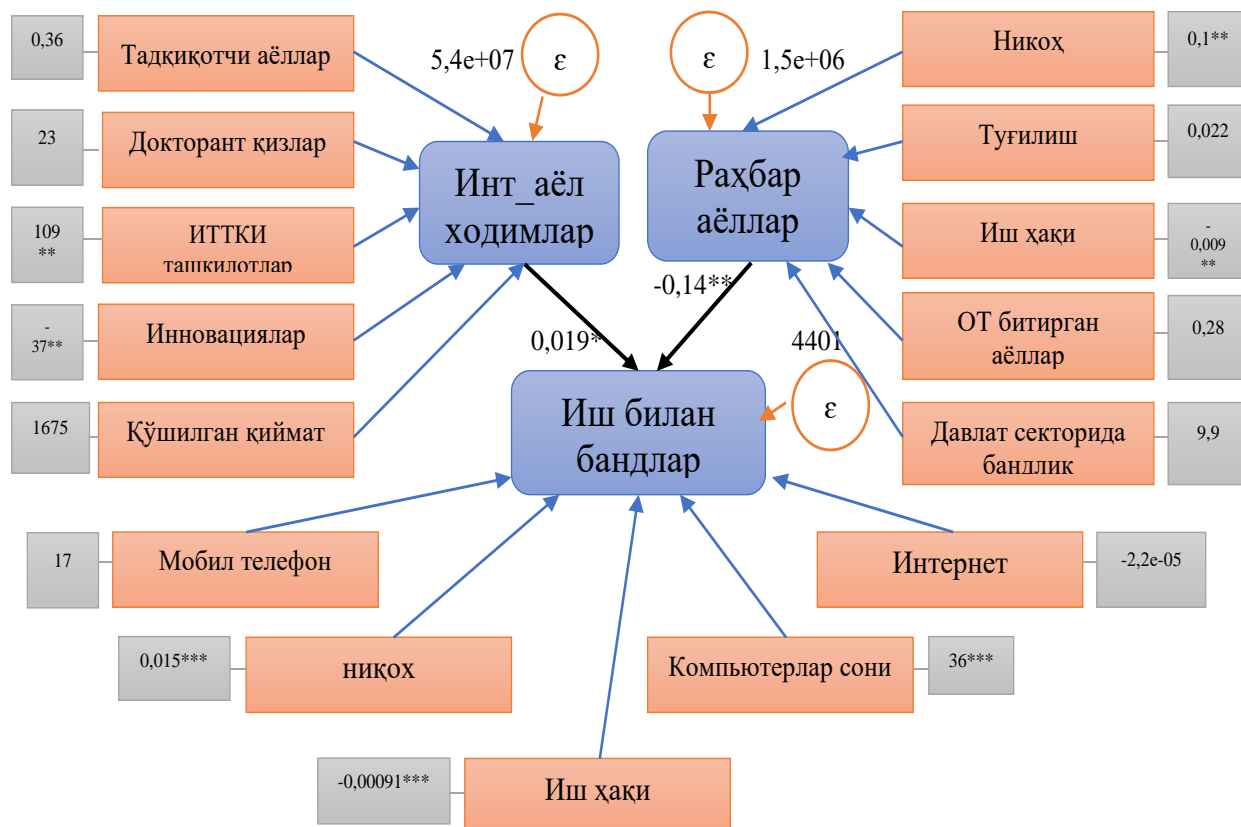 0,36
Тадқиқотчи аёллар
5,4e+07
ε
ε
1,5e+06
Никоҳ
0,1**
23
Докторант қизлар
Туғилиш
0,022
Инт_аёл
ходимлар
Раҳбар
аёллар
109
**
ИТТКИ
ташкилотлар
Иш ҳақи
-
0,009
**
-
37**
Инновациялар
0,019*
-0,14**
4401
ε
ОТ битирган
аёллар
0,28
1675
Қўшилган қиймат
Иш билан
бандлар
Давлат секторида
бандлик
9,9
17
Мобил телефон
Интернет
-2,2e-05
0,015***
ниқох
Компьютерлар сони
36***
-0,00091***
Иш ҳақи